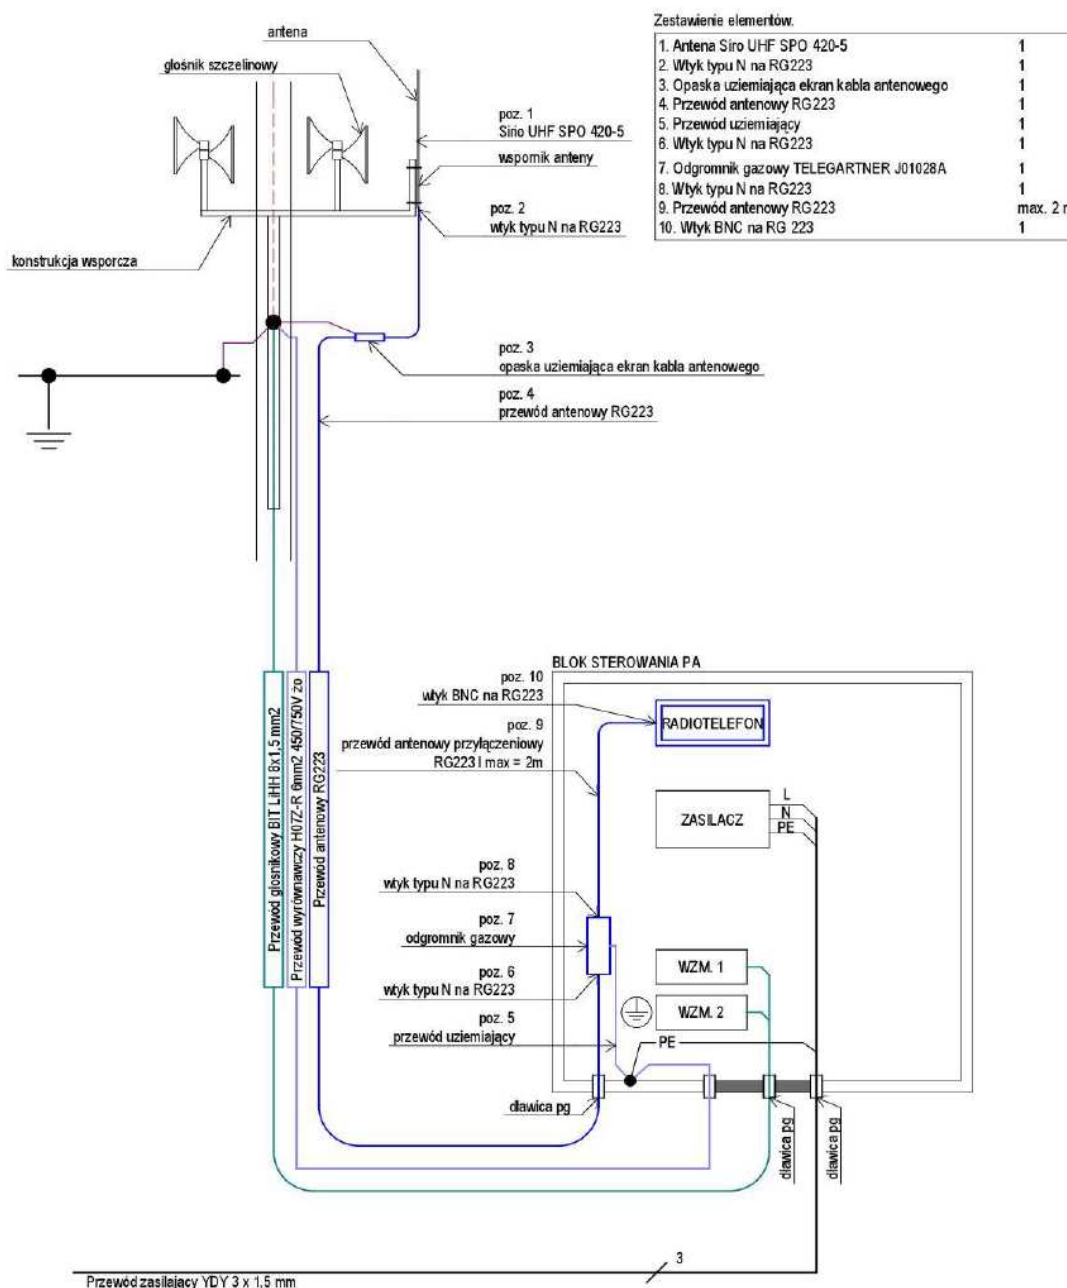 Zestawienie elementów.
1. Antena Siro UHF SPO 420-5 1
2. Wtyk typu N na RG223 1
3. Opaska uziemiająca ekran kabla antenowego 1
4. Przewód antenowy RG223 1
5. Przewód uziemiający 1
6. Wtyk typu N na RG223 1
7. Odgromnik gazowy TELEGARTNER J01028A 1
8. Wtyk typu N na RG223 1
9. Przewód antenowy RG223 max. 2 m
10. Wtyk BNC na RG 223 1
antena
głośnik szczelinowy
poz. 1
Sirio UHF SPO 420-5
wspornik anteny
poz. 2
wtyk typu N na RG223
konstrukcja wsporcza
poz. 3
opaska uziemiająca ekran kabla antenowego
poz. 4
przewód antenowy RG223
Przewód głosnikowy BIT LiHH 8x1,5 mm2
Przewód wyrównawczy H07Z-R 6mm2 450/750V żo
Przewód antenowy RG223
BLOK STEROWANIA PA
poz. 10
wtyk BNC na RG223
RADIOTELEFON
poz. 9
przewód antenowy przyłączeniowy
RG223 l max = 2m
ZASILACZ
L
N
PE
poz. 8
wtyk typu N na RG223
poz. 7
odgromnik gazowy
poz. 6
wtyk typu N na RG223
poz. 5
przewód uziemiający
WZM. 1
WZM. 2
PE
dławica pg
dławica pg
dławica pg
3
Przewód zasilający YDY 3 x 1,5 mm